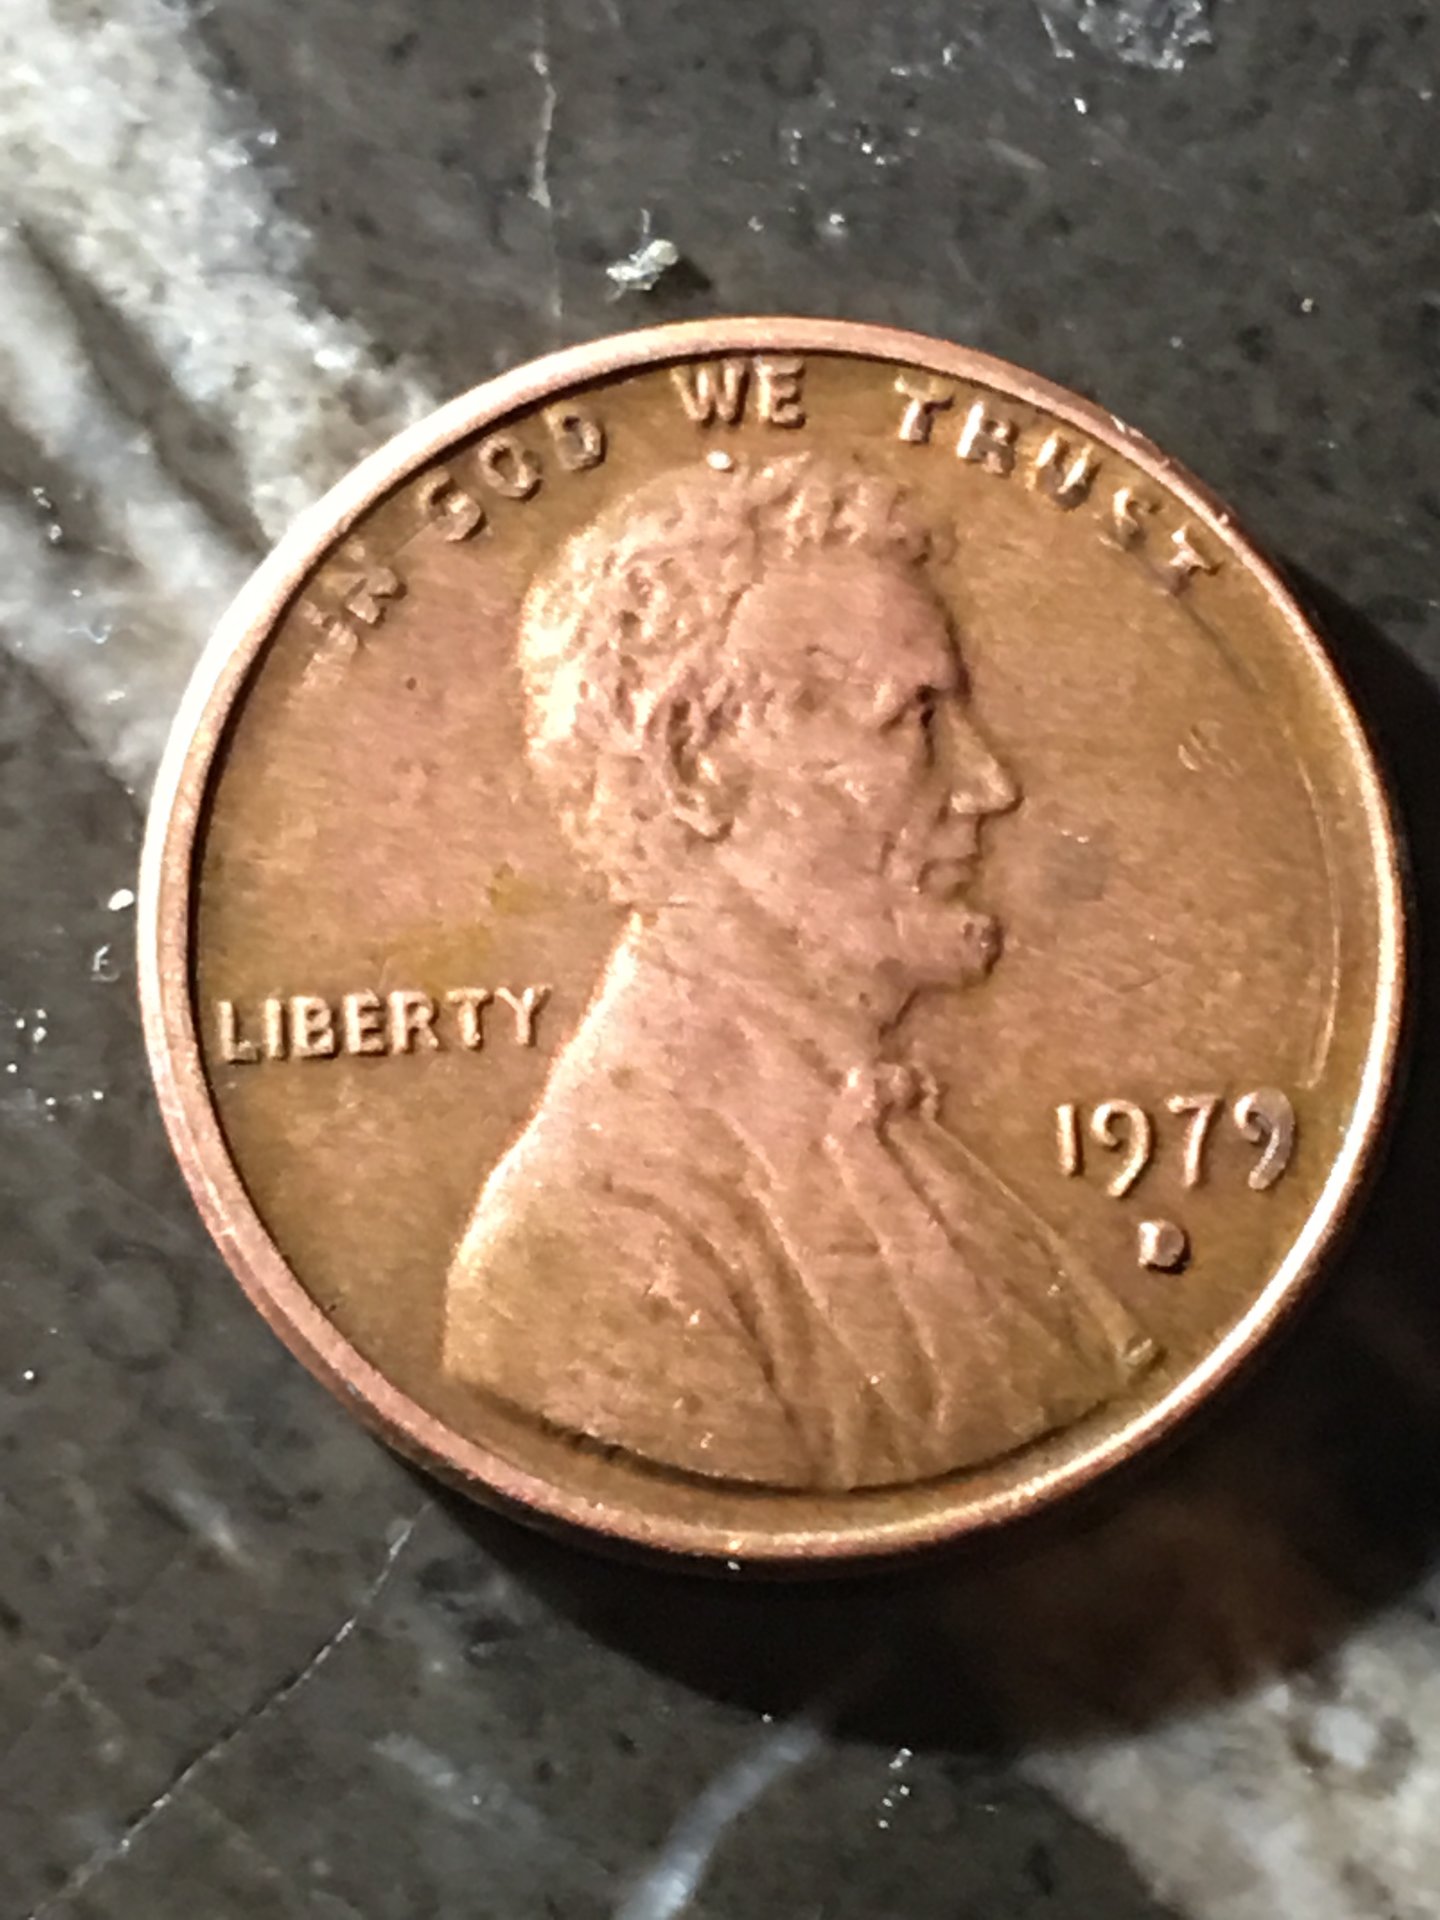 IN GOD WE TRUST
LIBERTY
1979
D